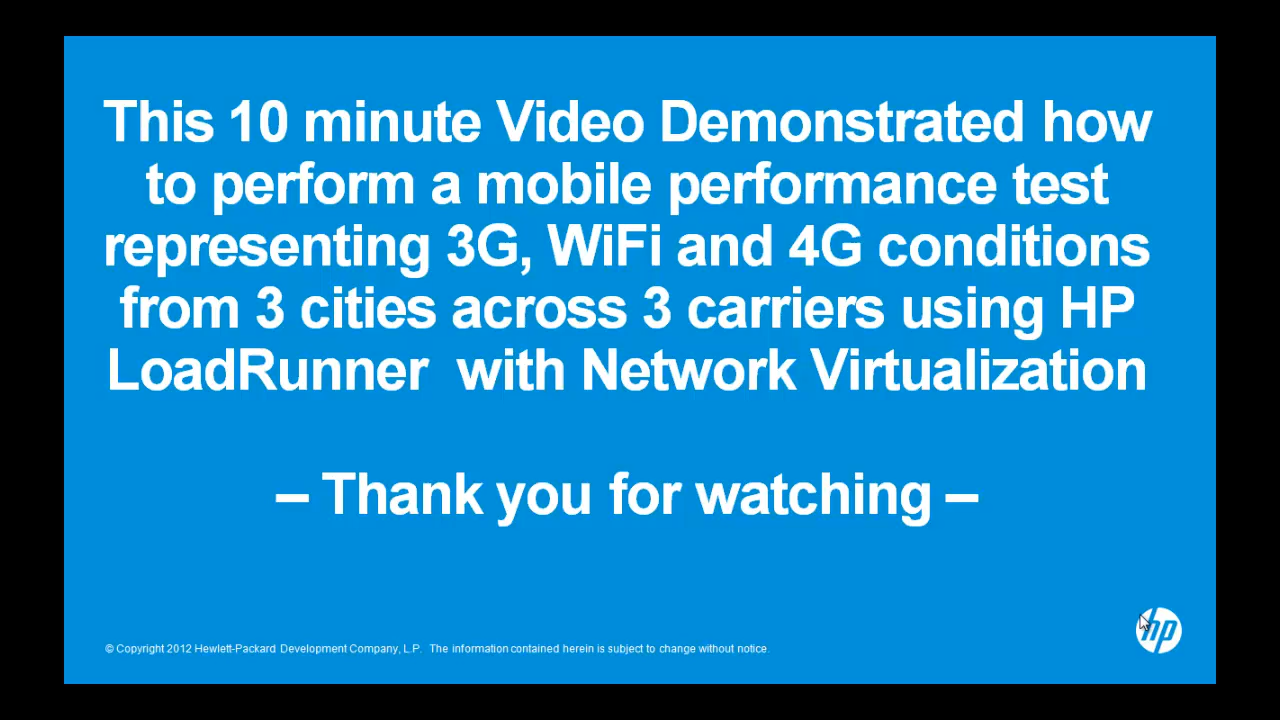 This 10 minute Video Demonstrated how
to perform a mobile performance test
representing 3G, WiFi and 4G conditions
from 3 cities across 3 carriers using HP
LoadRunner  with Network Virtualization
– Thank you for watching –
hp
© Copyright 2012 Hewlett-Packard Development Company, L.P.  The information contained herein is subject to change without notice.